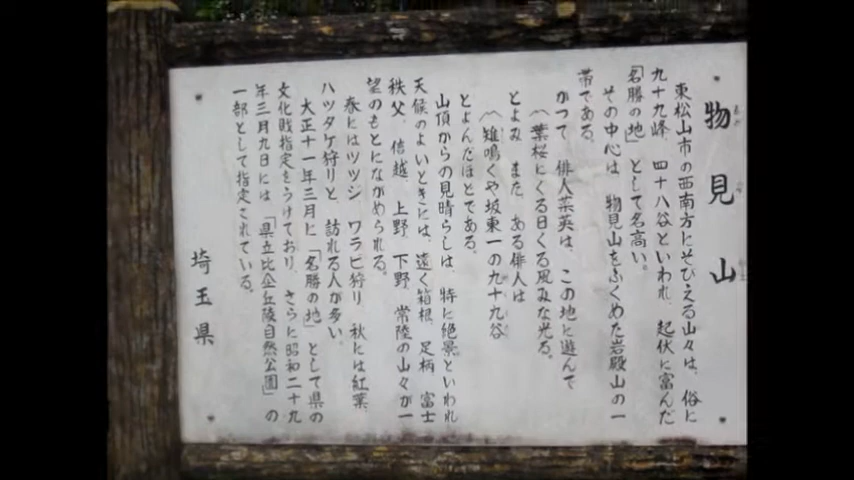 物見山
東松山市の西南方にそびえる山々は、俗に
九十九峰、四十八谷といわれ、起伏に富んだ
「名勝の地」として名高い。
その中心は、物見山をふくめた岩殿山の一
帯である。
かつて、俳人茱英は、この地に遊んで
〽葉桜にくる日くる風みな光る。
とよみ、また、ある俳人は
〽雉鳴くや坂東一の九十九谷
とよんだほどである。
山頂からの見晴らしは、特に絶景といわれ
天候のよいときには、遠く箱根、足柄、富士
秩父、信越、上野、下野、常陸の山々が一
望のもとにながめられる。
春にはツツジ、ワラビ狩り、秋には紅葉、
ハツタケ狩りと、訪れる人が多い。
大正十一年三月に「名勝の地」として県の
文化財指定をうけており、さらに昭和二十九
年三月九日には、「県立比企丘陵自然公園」の
一部として指定されている。
埼玉県